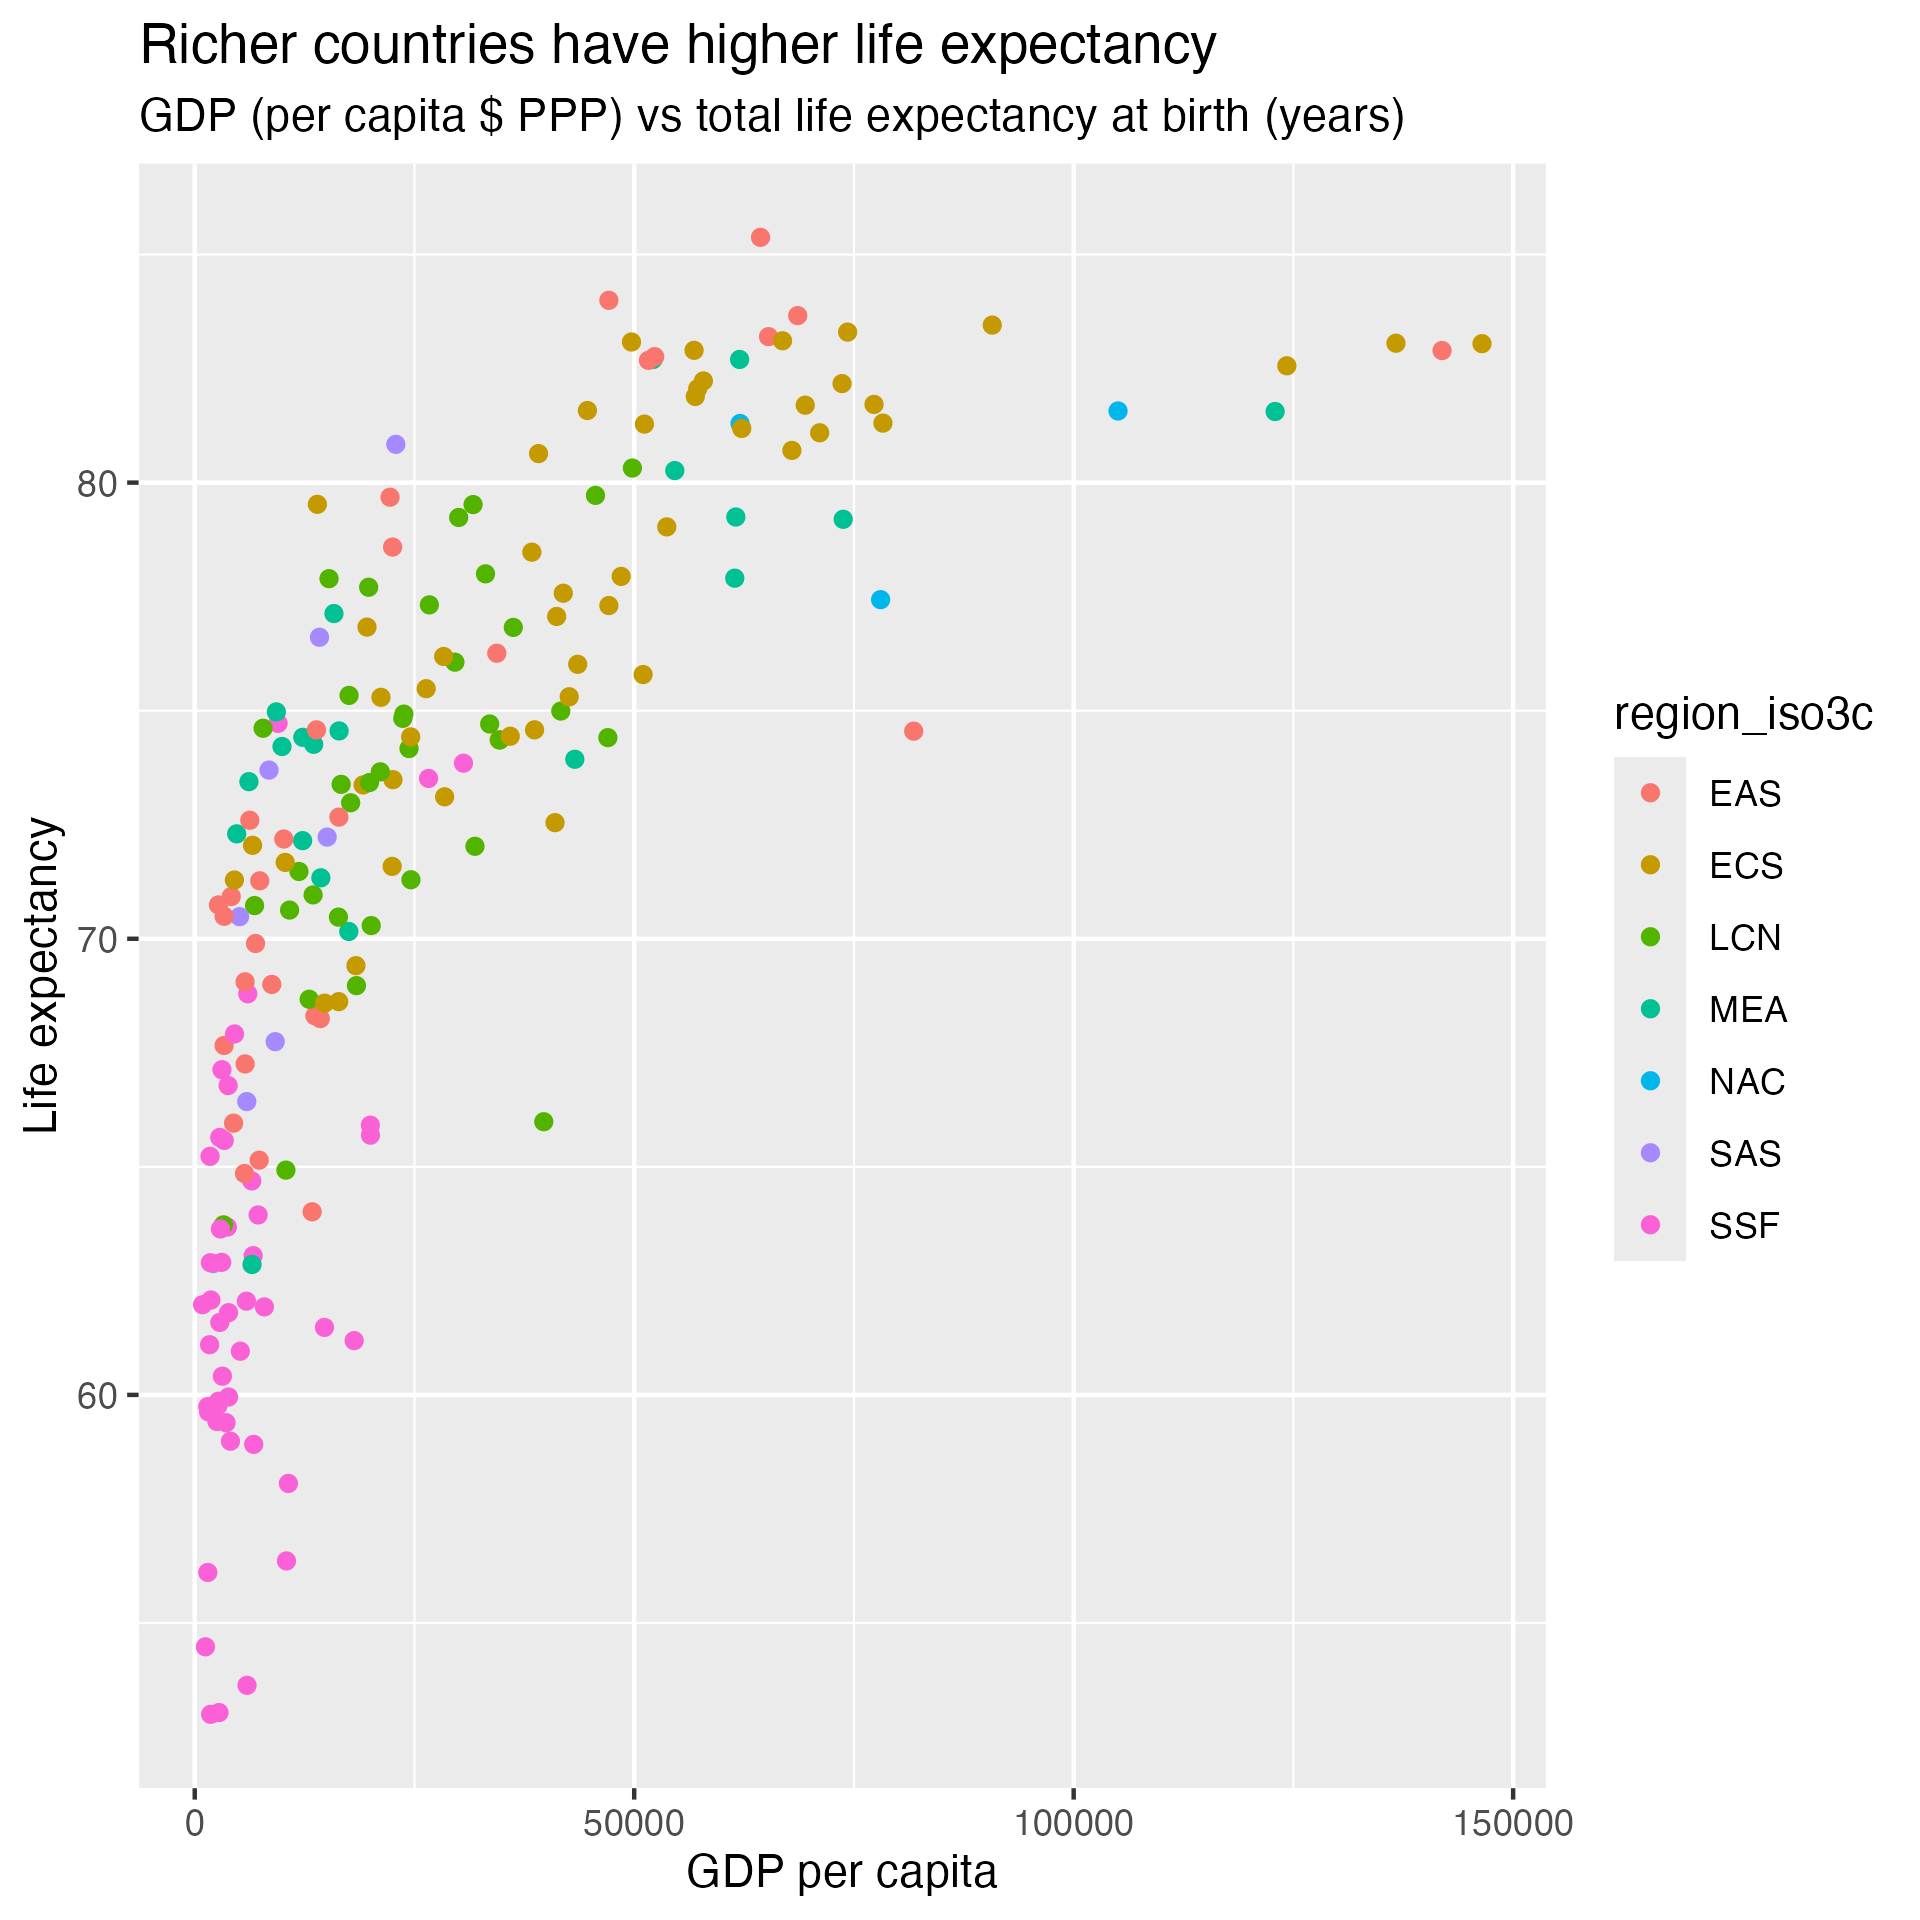 Richer countries have higher life expectancy
GDP (per capita $ PPP) vs total life expectancy at birth (years)
Life expectancy
80
70
60
0
50000
100000
150000
GDP per capita
region_iso3c
EAS
ECS
LCN
MEA
NAC
SAS
SSF